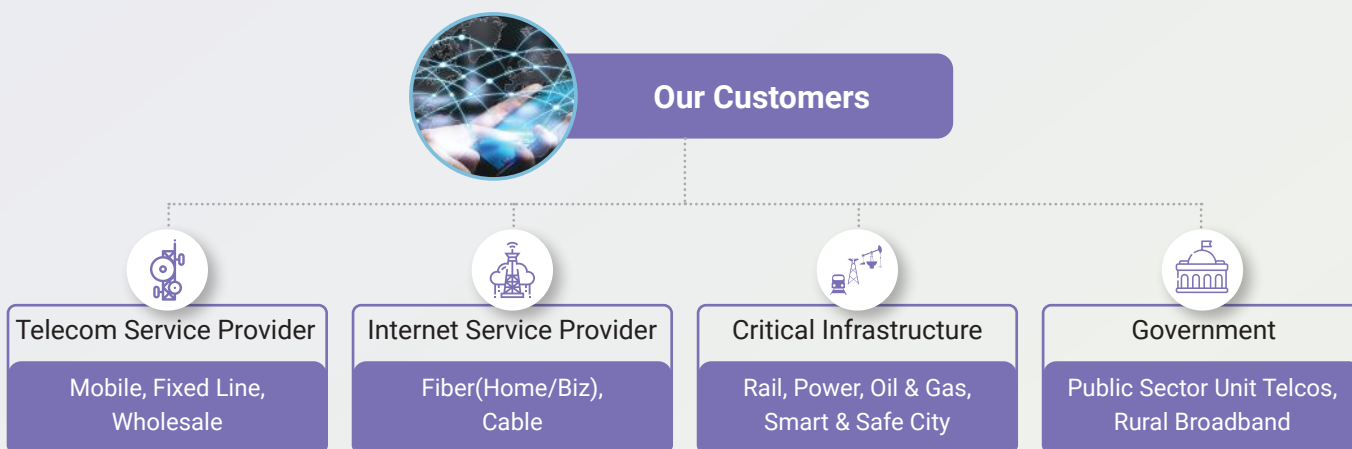 Our Customers
Telecom Service Provider
Mobile, Fixed Line,
Wholesale
Internet Service Provider
Fiber(Home/Biz),
Cable
Critical Infrastructure
Rail, Power, Oil & Gas,
Smart & Safe City
Government
Public Sector Unit Telcos,
Rural Broadband